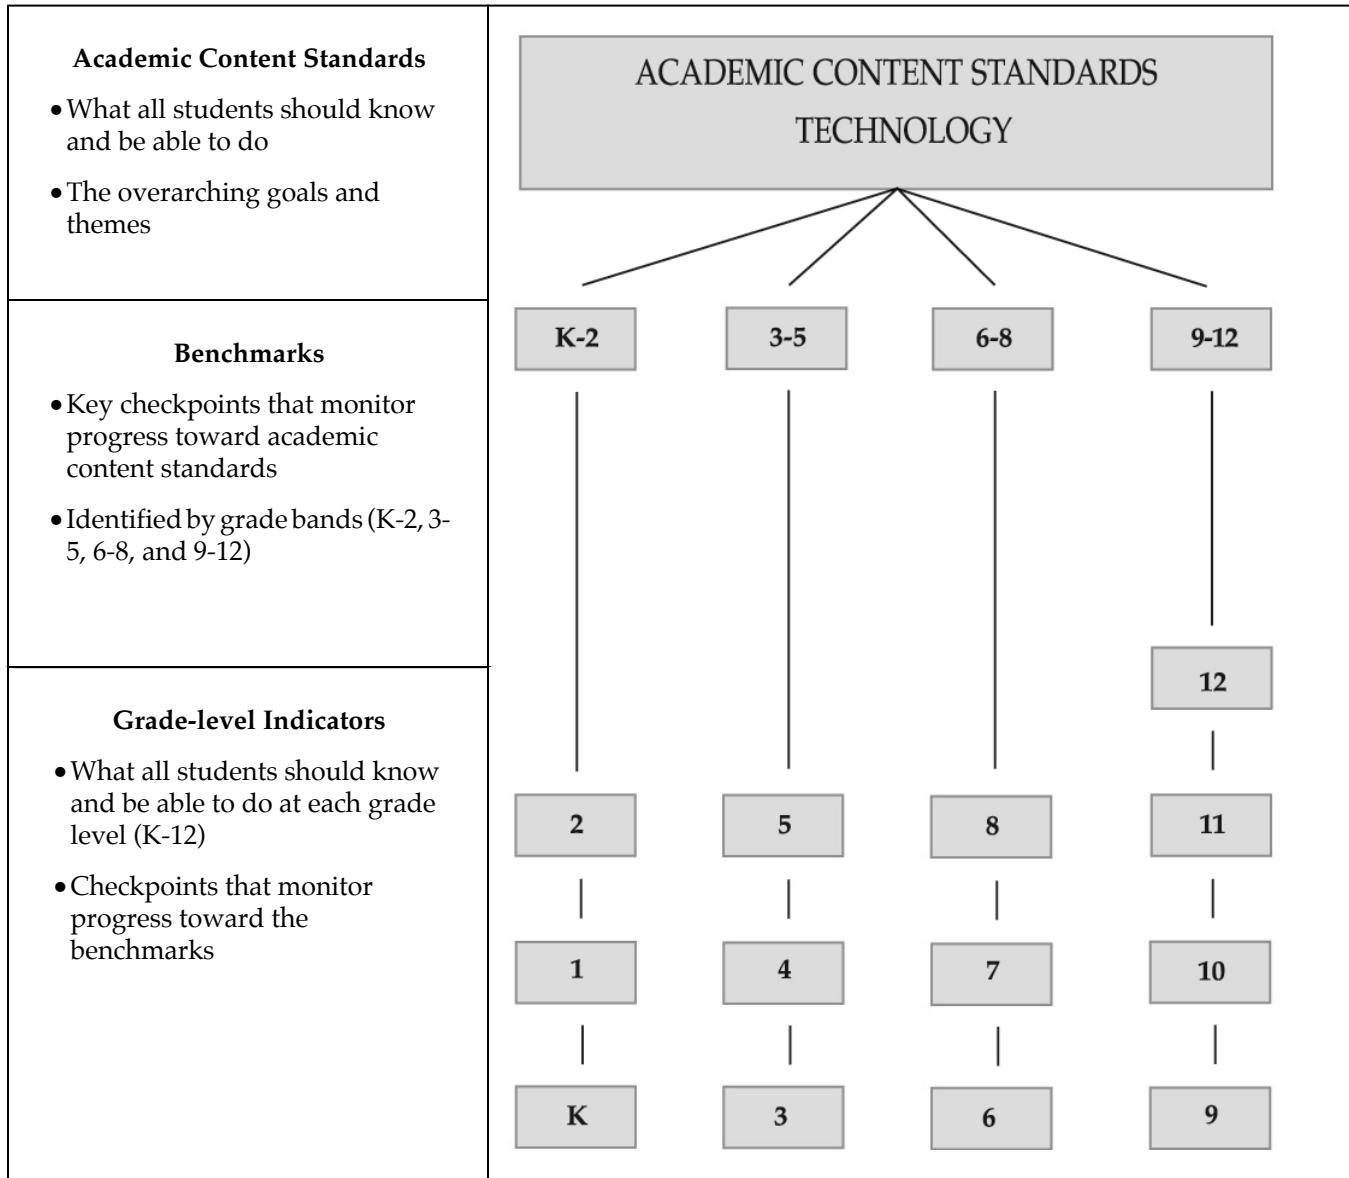 Academic Content Standards
•What all students should know
and be able to do
•The overarching goals and
themes
Benchmarks
•Key checkpoints that monitor
progress toward academic
content standards
•Identified by grade bands (K-2, 3-
5, 6-8, and 9-12)
Grade-level Indicators
•What all students should know
and be able to do at each grade
level (K-12)
•Checkpoints that monitor
progress toward the
benchmarks
ACADEMIC CONTENT STANDARDS
TECHNOLOGY
K-2 3-5 6-8 9-12
12
2 5 8 11
1 4 7 10
K 3 6 9